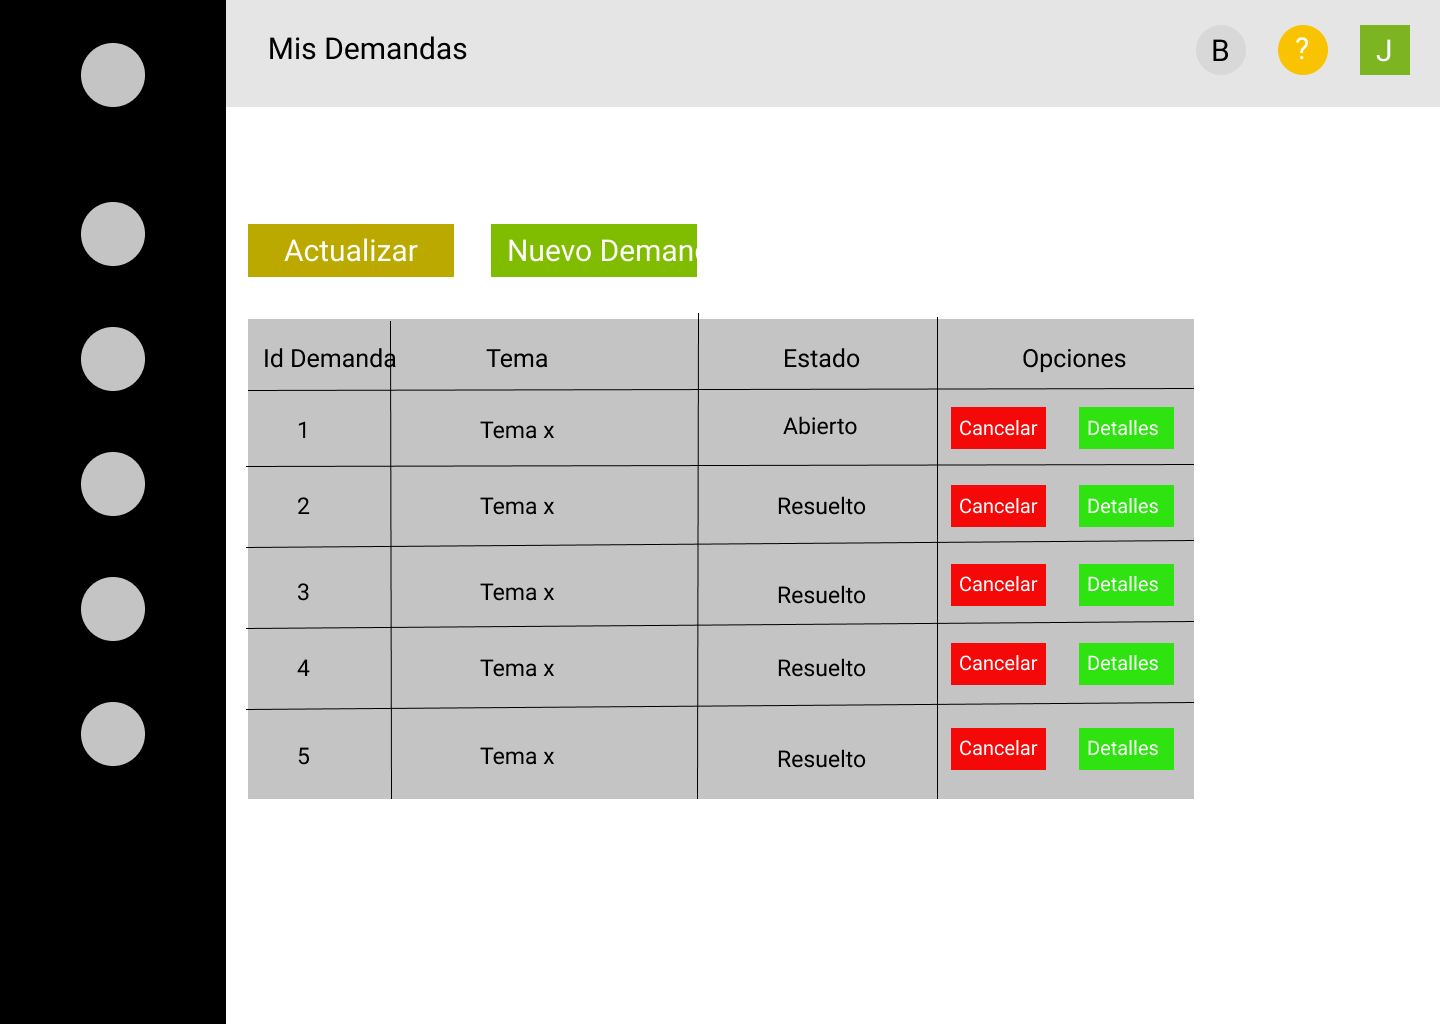 Mis Demandas
B
?
J
Actualizar
Nuevo Deman
Id Demanda Tema Estado Opciones
1 Tema x Abierto Cancelar Detalles
2 Tema x Resuelto Cancelar Detalles
3 Tema x Resuelto Cancelar Detalles
4 Tema x Resuelto Cancelar Detalles
5 Tema x Resuelto Cancelar Detalles